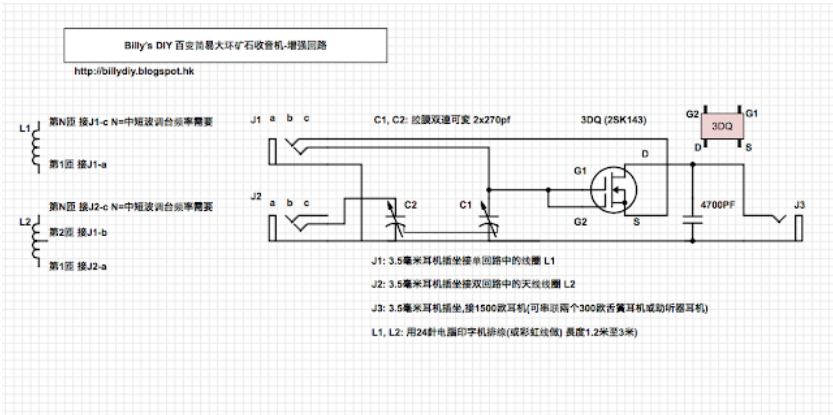 Billy's DIY 百变简易大环矿石收音机-增强回路
http://billydiy.blogspot.hk
L1
第N匝 接J1-c N=中短波调台频率需要
第1匝 接J1-a
J1 a b c
C1, C2: 胶膜双連可変 2x270pf
3DQ (2SK143)
G2 G1
3DQ
D S
G1
D
L2
第N匝 接J2-c N=中短波调台频率需要
第2匝 接J1-b
第1匝 接J2-a
J2 a b c
C2
C1
G2
S
4700PF
J3
J1: 3.5毫米耳机插坐接单回路中的线圈 L1
J2: 3.5毫米耳机插坐接双回路中的天线线圈 L2
J3: 3.5毫米耳机插坐,接1500欧耳机(可串联兩个300欧舌簧耳机或助听器耳机)
L1, L2: 用24針电腦印字机排線(或彩虹线做) 長度1.2米至3米)